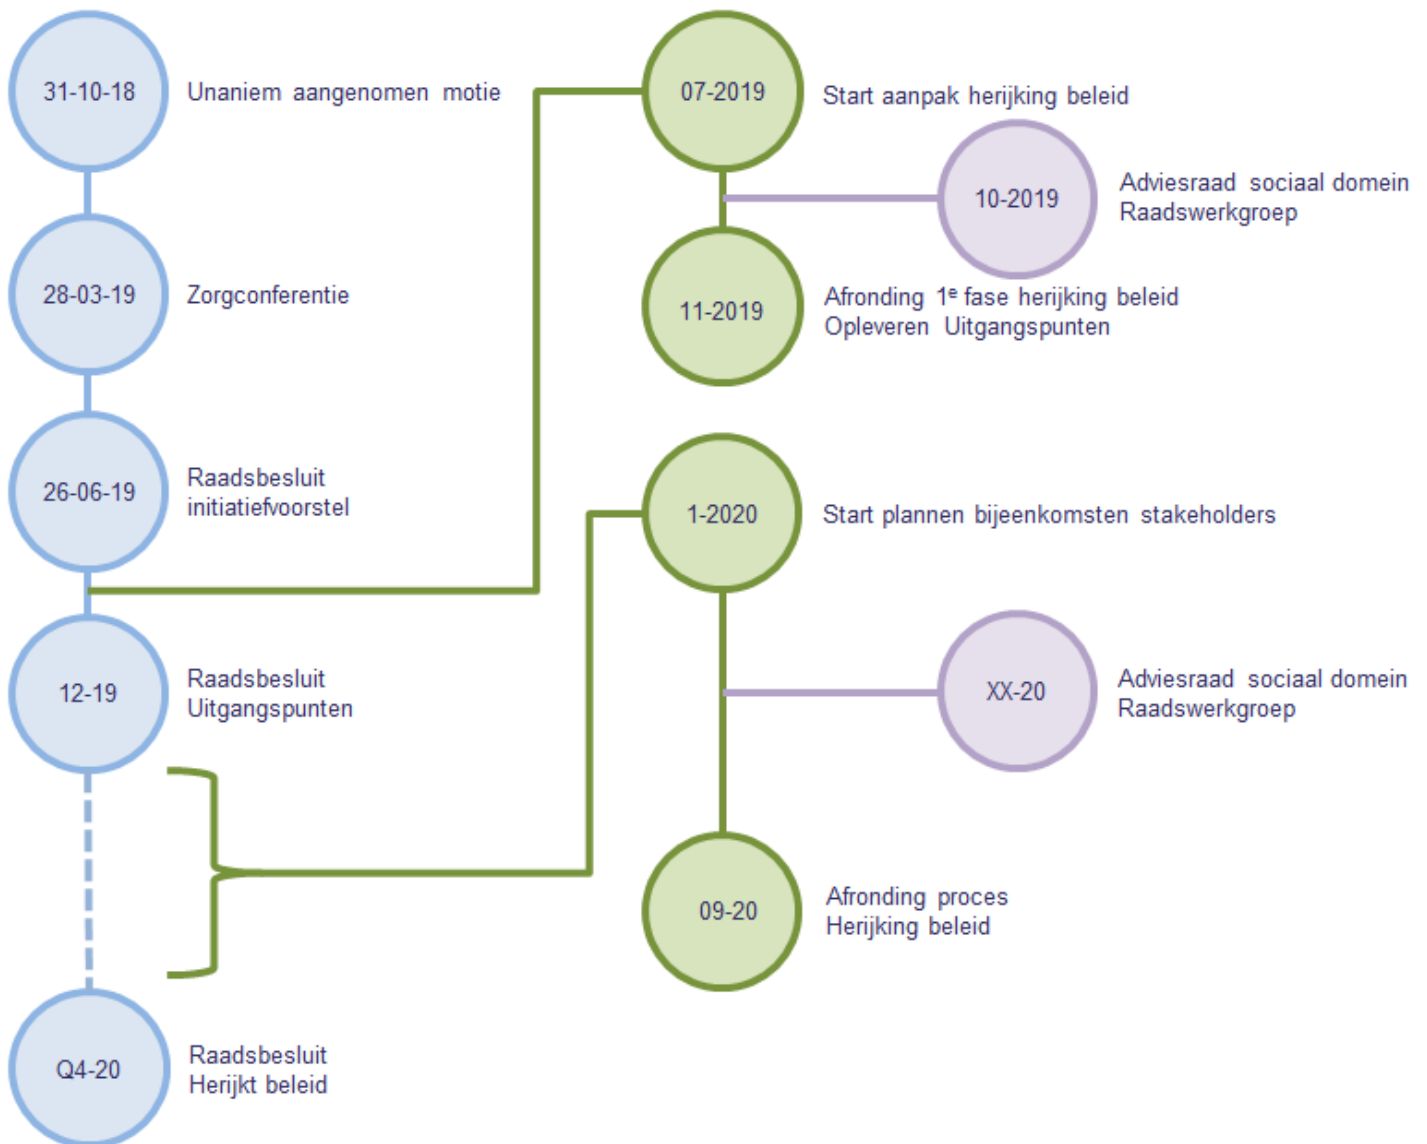 31-10-18
Unaniem aangenomen motie
28-03-19
Zorgconferentie
26-06-19
Raadsbesluit
initiatiefvoorstel
12-19
Raadsbesluit
Uitgangspunten
Q4-20
Raadsbesluit
Herijkt beleid
07-2019
Start aanpak herijking beleid
10-2019
Adviesraad sociaal domein
Raadswerkgroep
11-2019
Afronding 1e fase herijking beleid
Opleveren Uitgangspunten
1-2020
Start plannen bijeenkomsten stakeholders
XX-20
Adviesraad sociaal domein
Raadswerkgroep
09-20
Afronding proces
Herijking beleid